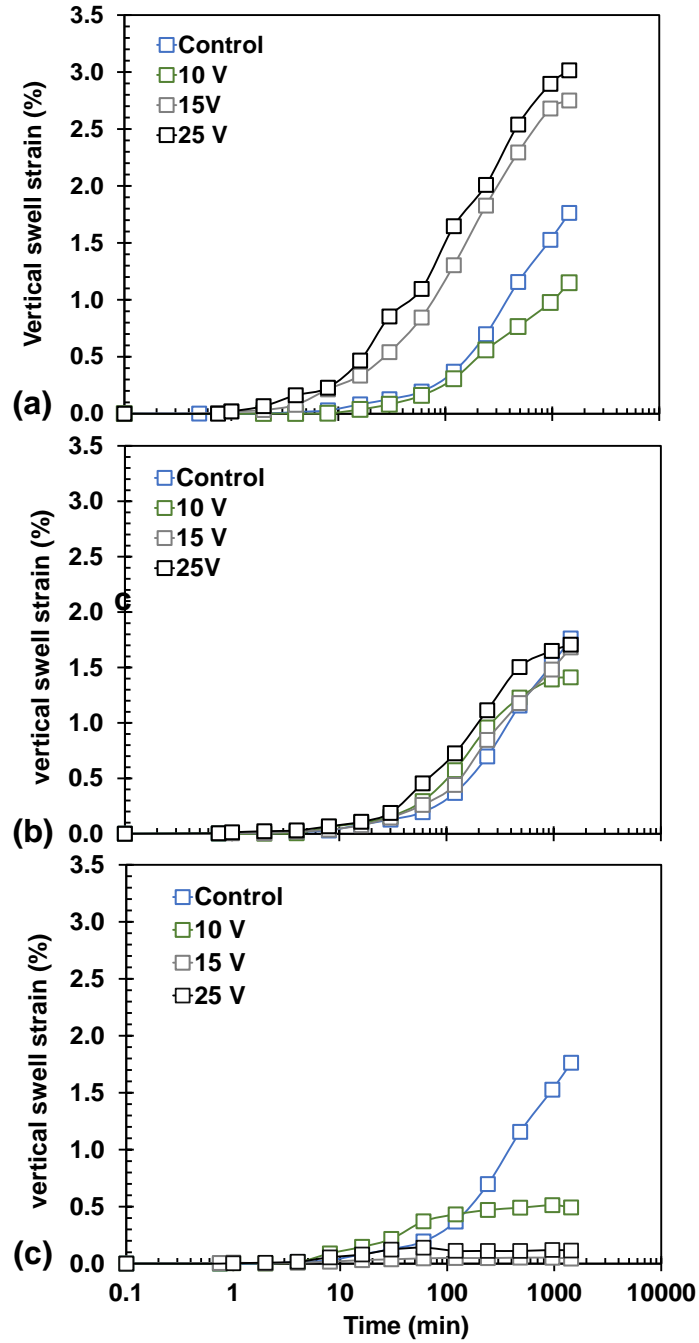 3.5
3.0
2.5
2.0
1.5
1.0
0.5
0.0
Vertical swell strain (%)
Control
10 V
15V
25 V
(a)
3.5
3.0
2.5
2.0
1.5
1.0
0.5
0.0
vertical swell strain (%)
Control
10 V
15 V
25V
c
(b)
3.5
3.0
2.5
2.0
1.5
1.0
0.5
0.0
vertical swell strain (%)
Control
10 V
15 V
25 V
(c)
0.1 1 10 100 1000 10000
Time (min)